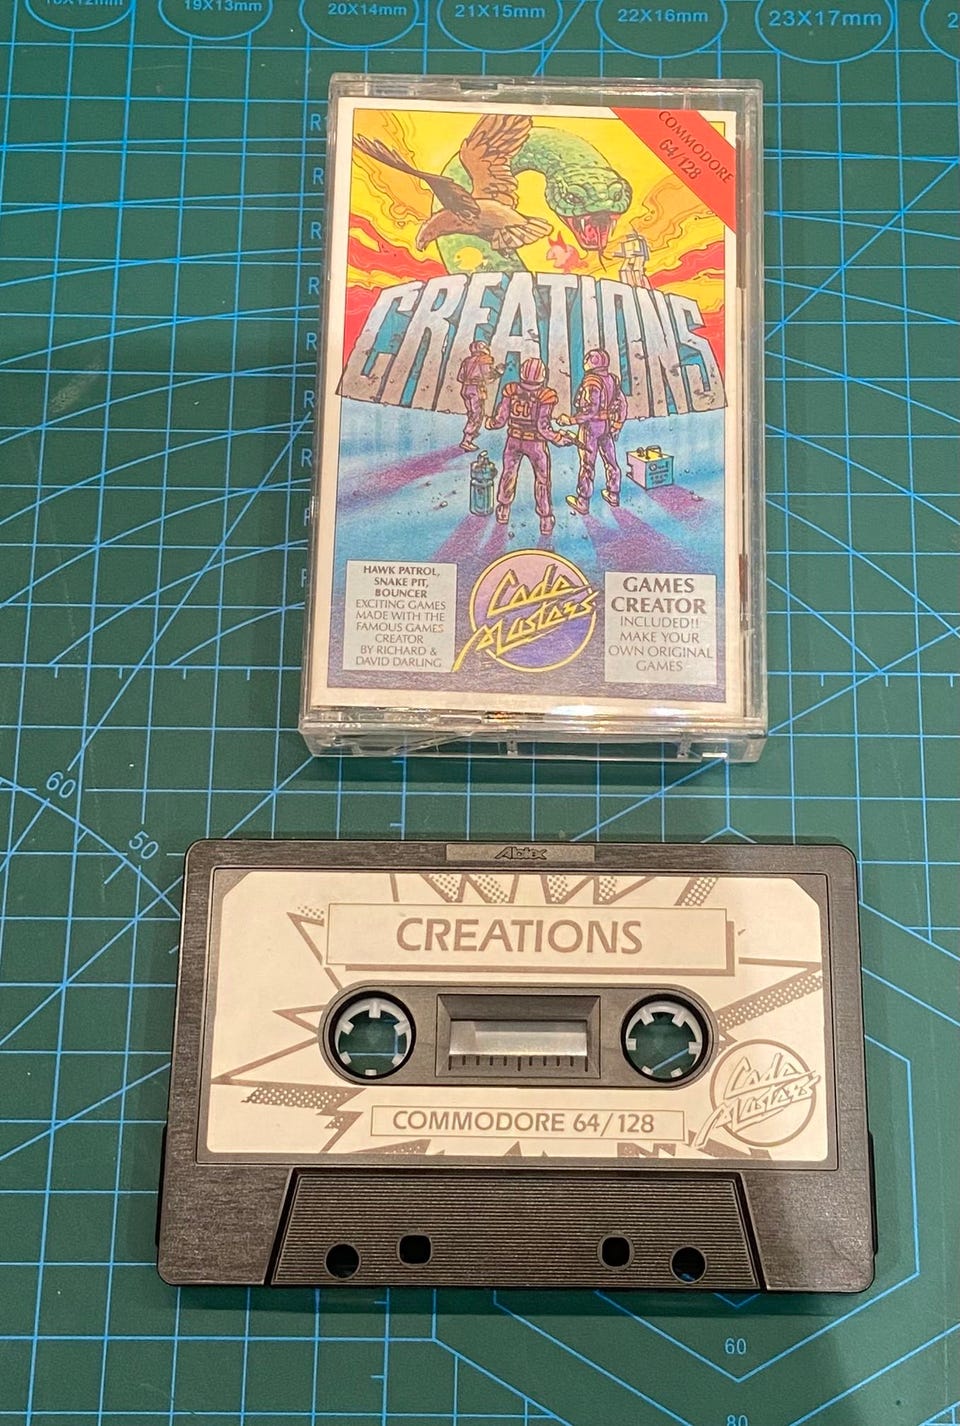 19X13mm
20X14mm
21X15mm
22X16mm
23X17mm
COMMODORE
64/128
CREATIONS
HAWK PATROL,
SNAKE PIT,
BOUNCER
EXCITING GAMES
MADE WITH THE
FAMOUS GAMES
CREATOR
BY RICHARD &
DAVID DARLING
Code
Masters
GAMES
CREATOR
INCLUDED!!
MAKE YOUR
OWN ORIGINAL
GAMES
60
50
Ablex
CREATIONS
Code
Masters
COMMODORE 64/128
60
80